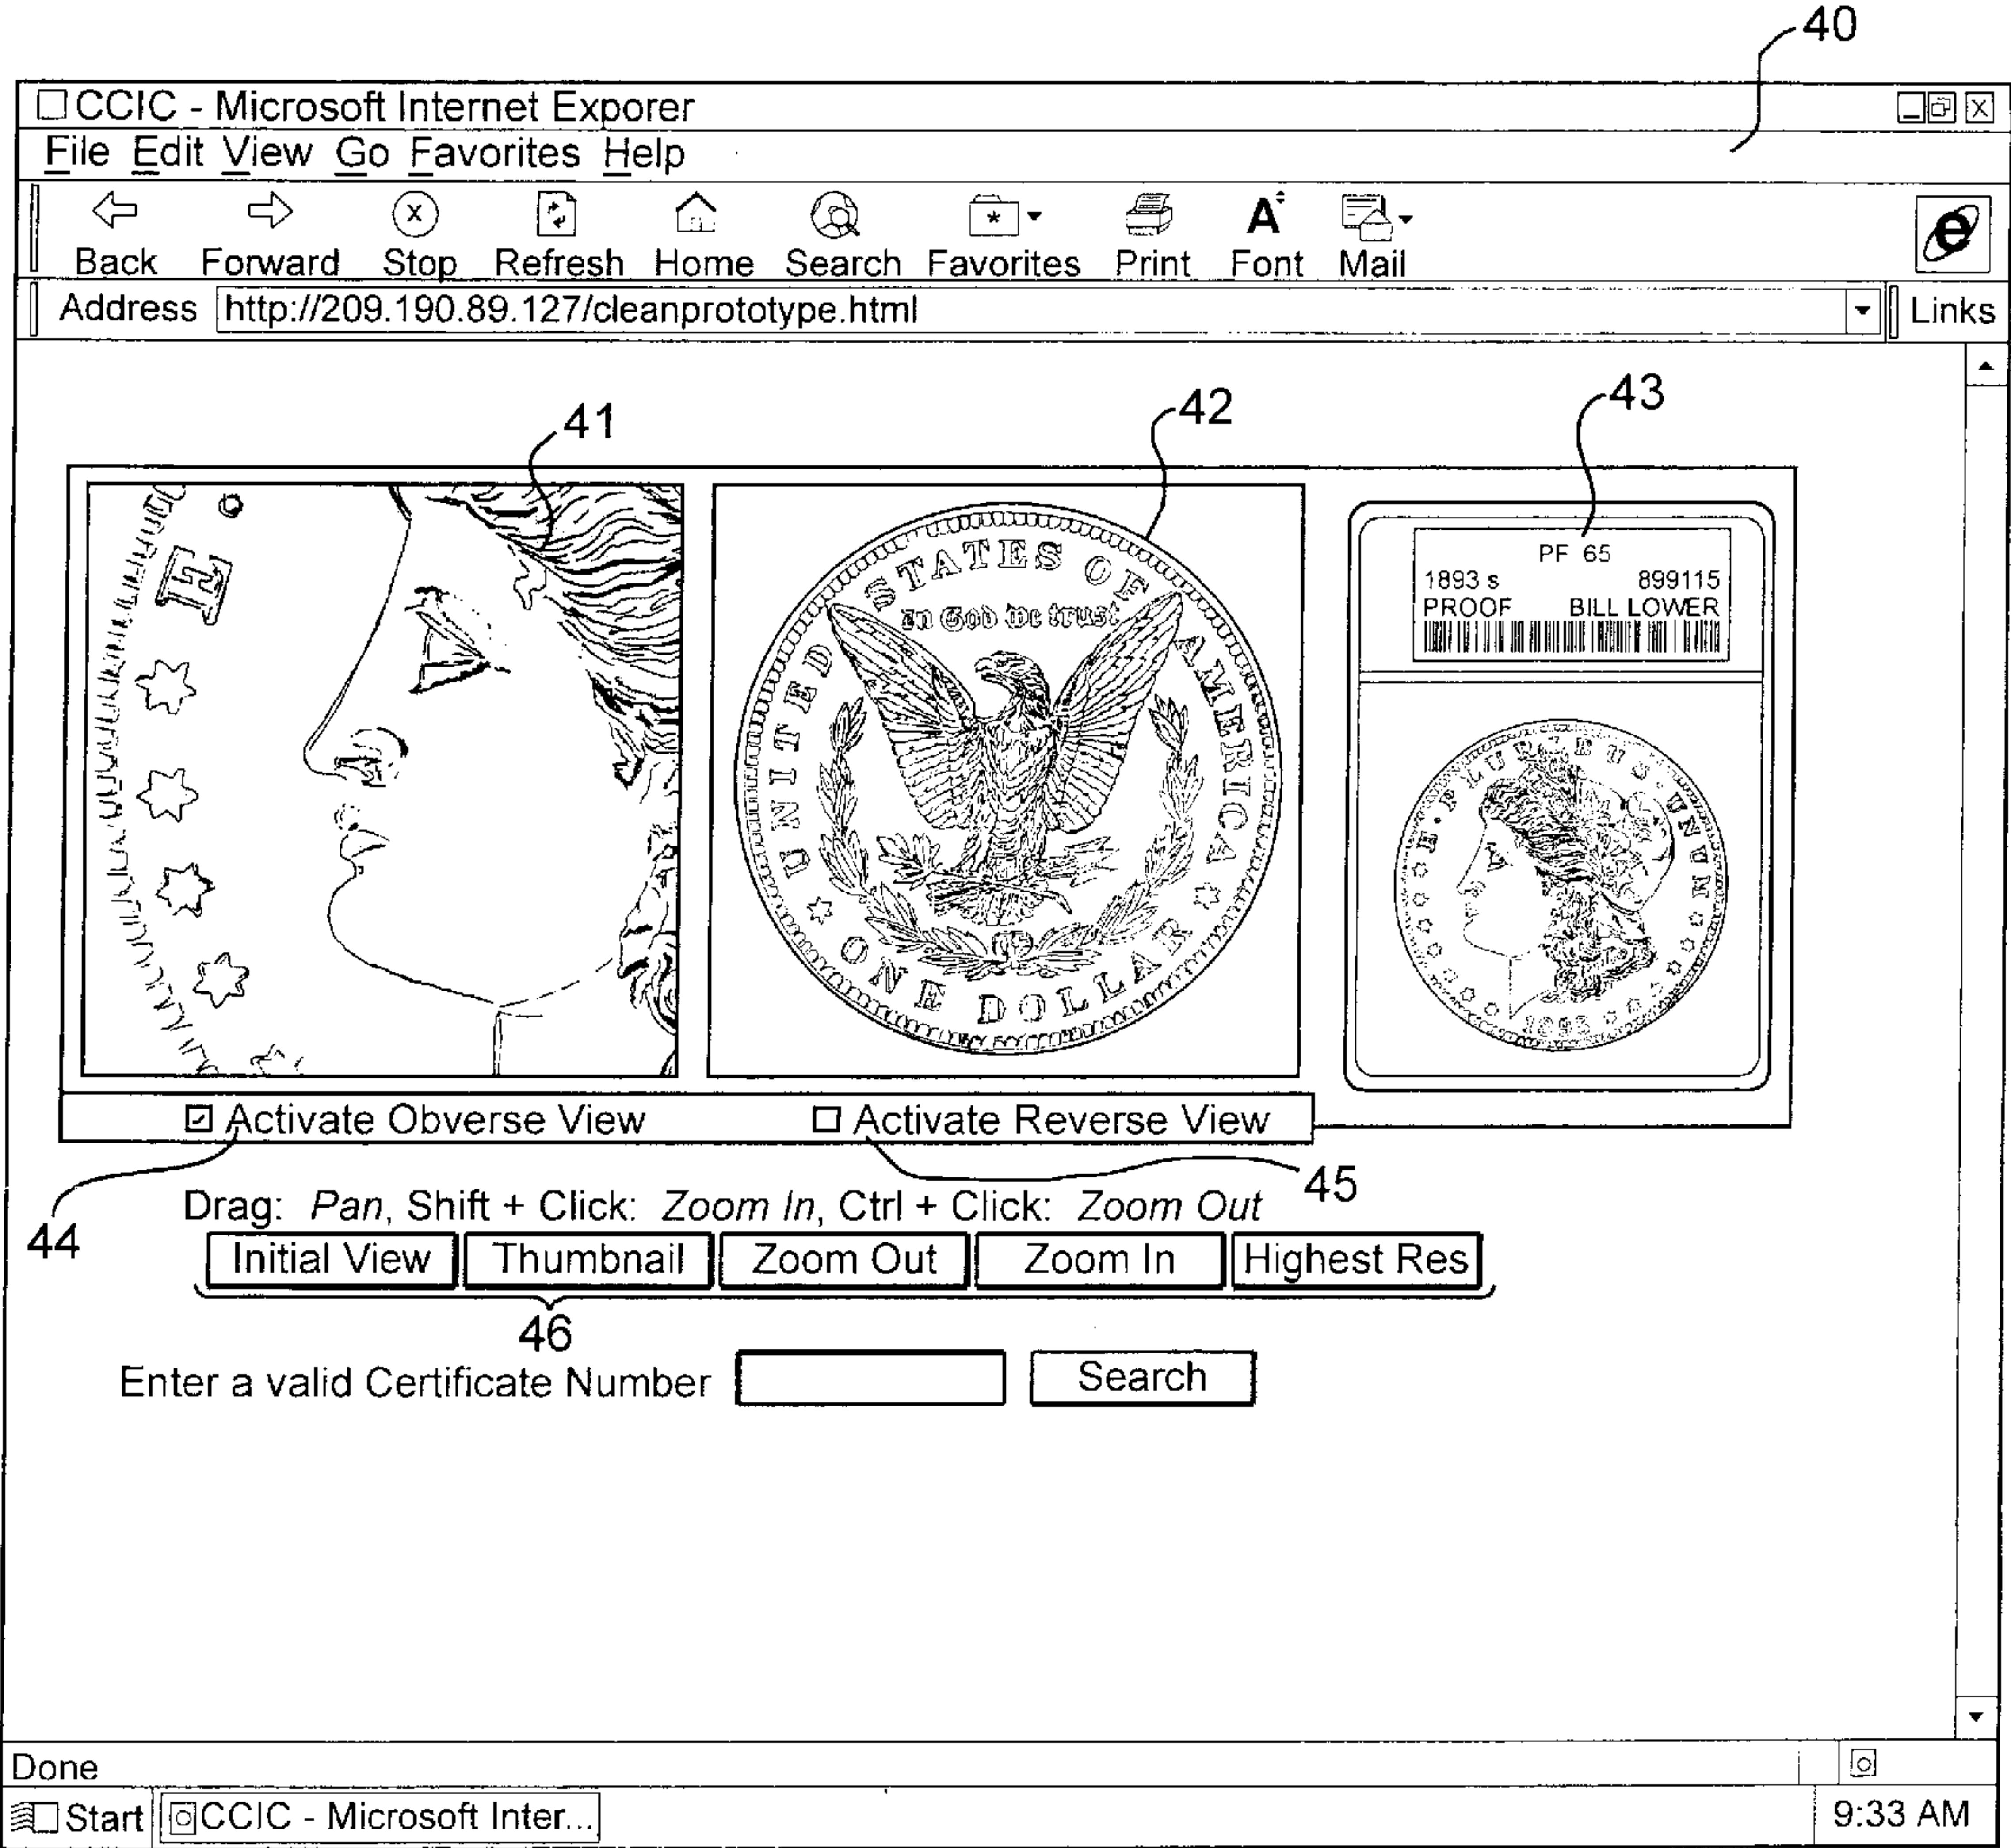 40
CCIC - Microsoft Internet Exporer
File Edit View Go Favorites Help
Back Forward Stop Refresh Home Search Favorites Print Font Mail
Address http://209.190.89.127/cleanprototype.html Links
41 42 43
E
STATES OF
In God we trust
UNITED AMERICA
ONE DOLLAR
PF 65
1893 s 899115
PROOF BILL LOWER
E·PLURIBUS·UNUM
1893
Activate Obverse View Activate Reverse View
44 45
Drag: Pan, Shift + Click: Zoom In, Ctrl + Click: Zoom Out
Initial View Thumbnail Zoom Out Zoom In Highest Res
46
Enter a valid Certificate Number Search
Done
Start CCIC - Microsoft Inter... 9:33 AM